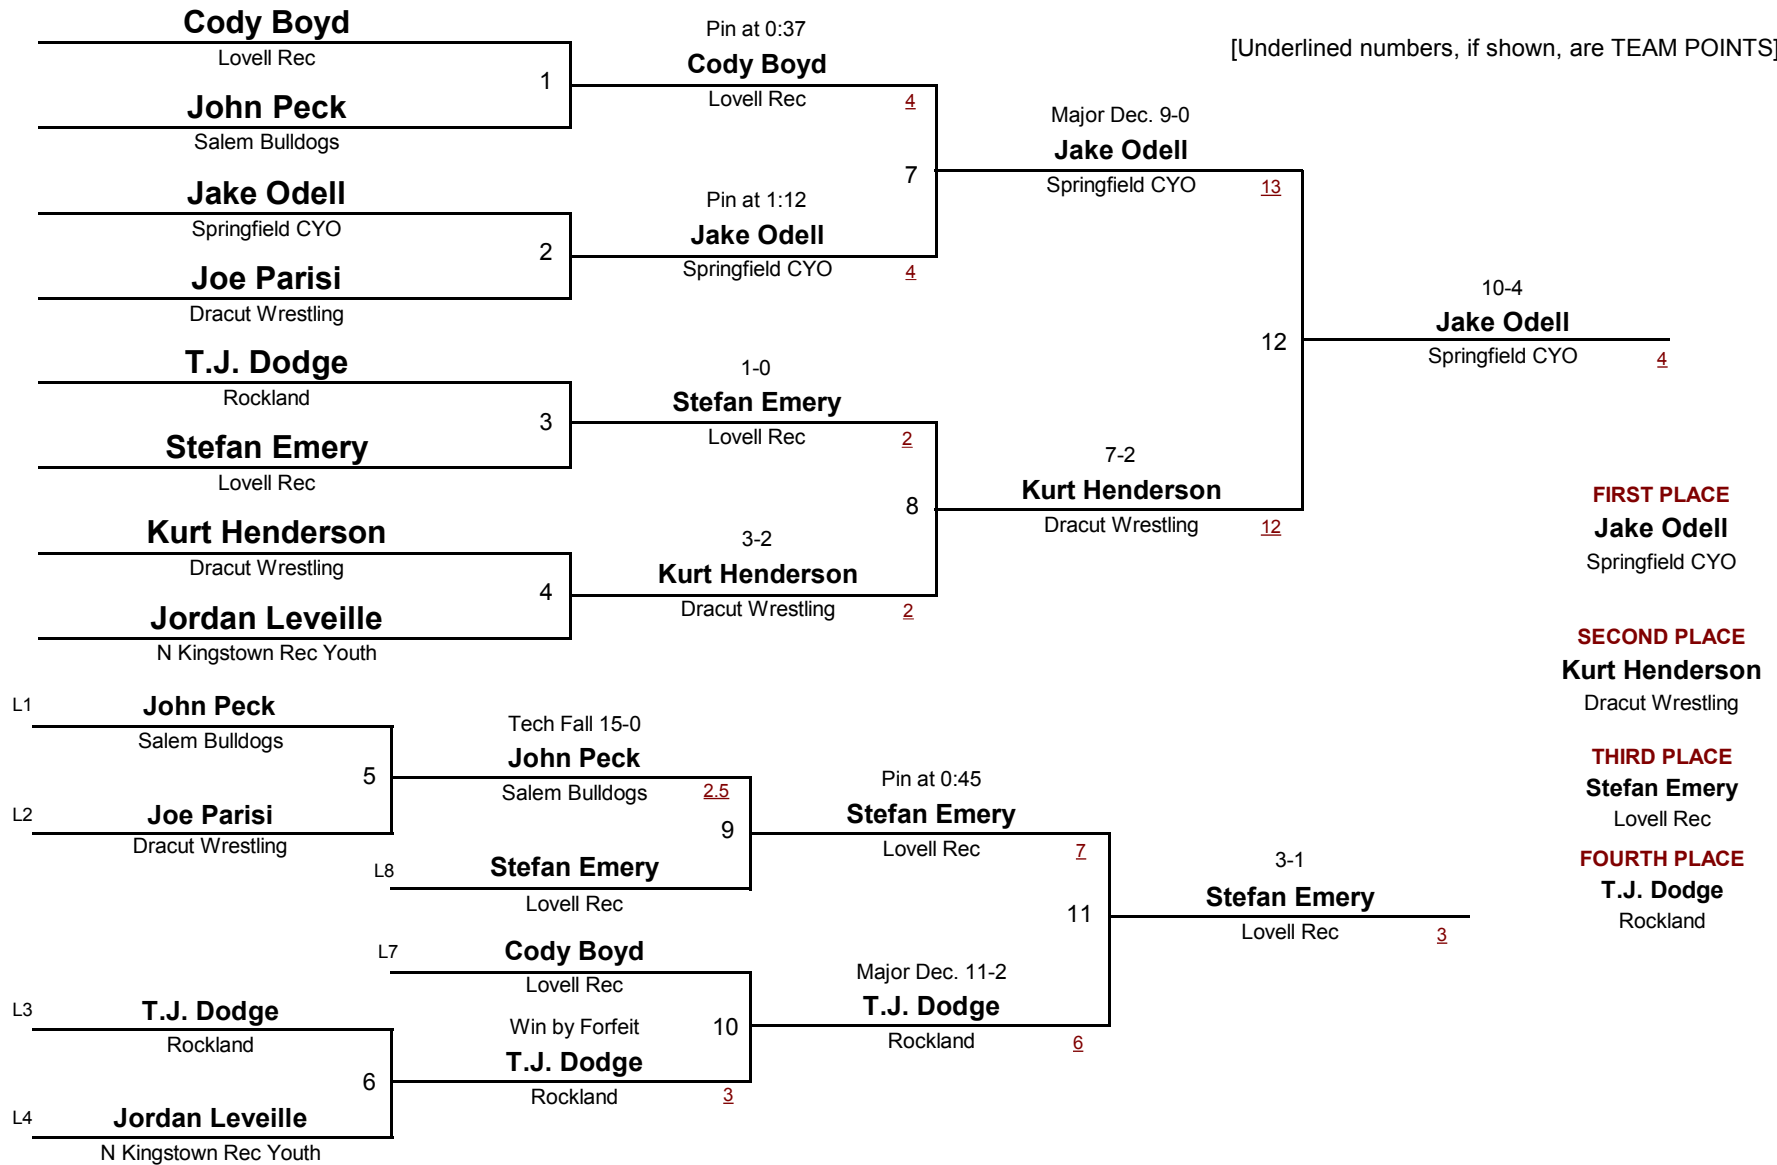 [Underlined numbers, if shown, are TEAM POINTS]
Cody Boyd
Lovell Rec
1
John Peck
Salem Bulldogs
Jake Odell
Springfield CYO
2
Joe Parisi
Dracut Wrestling
T.J. Dodge
Rockland
3
Stefan Emery
Lovell Rec
Kurt Henderson
Dracut Wrestling
4
Jordan Leveille
N Kingstown Rec Youth
Pin at 0:37
Cody Boyd
Lovell Rec 4
7
Pin at 1:12
Jake Odell
Springfield CYO 4
1-0
Stefan Emery
Lovell Rec 2
8
3-2
Kurt Henderson
Dracut Wrestling 2
Major Dec. 9-0
Jake Odell
Springfield CYO 13
12
7-2
Kurt Henderson
Dracut Wrestling 12
10-4
Jake Odell
Springfield CYO 4
FIRST PLACE
Jake Odell
Springfield CYO
SECOND PLACE
Kurt Henderson
Dracut Wrestling
THIRD PLACE
Stefan Emery
Lovell Rec
FOURTH PLACE
T.J. Dodge
Rockland
L1 John Peck
Salem Bulldogs
5
L2 Joe Parisi
Dracut Wrestling
Tech Fall 15-0
John Peck
Salem Bulldogs 2.5
9
L8 Stefan Emery
Lovell Rec
L7 Cody Boyd
Lovell Rec
10
Win by Forfeit
T.J. Dodge
Rockland 3
L3 T.J. Dodge
Rockland
6
L4 Jordan Leveille
N Kingstown Rec Youth
Pin at 0:45
Stefan Emery
Lovell Rec 7
11
Major Dec. 11-2
T.J. Dodge
Rockland 6
3-1
Stefan Emery
Lovell Rec 3